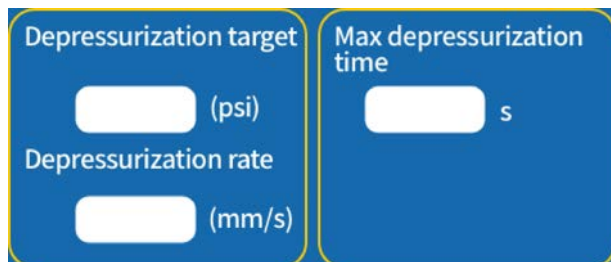 Depressurization target
(psi)
Depressurization rate
(mm/s)
Max depressurization
time
s